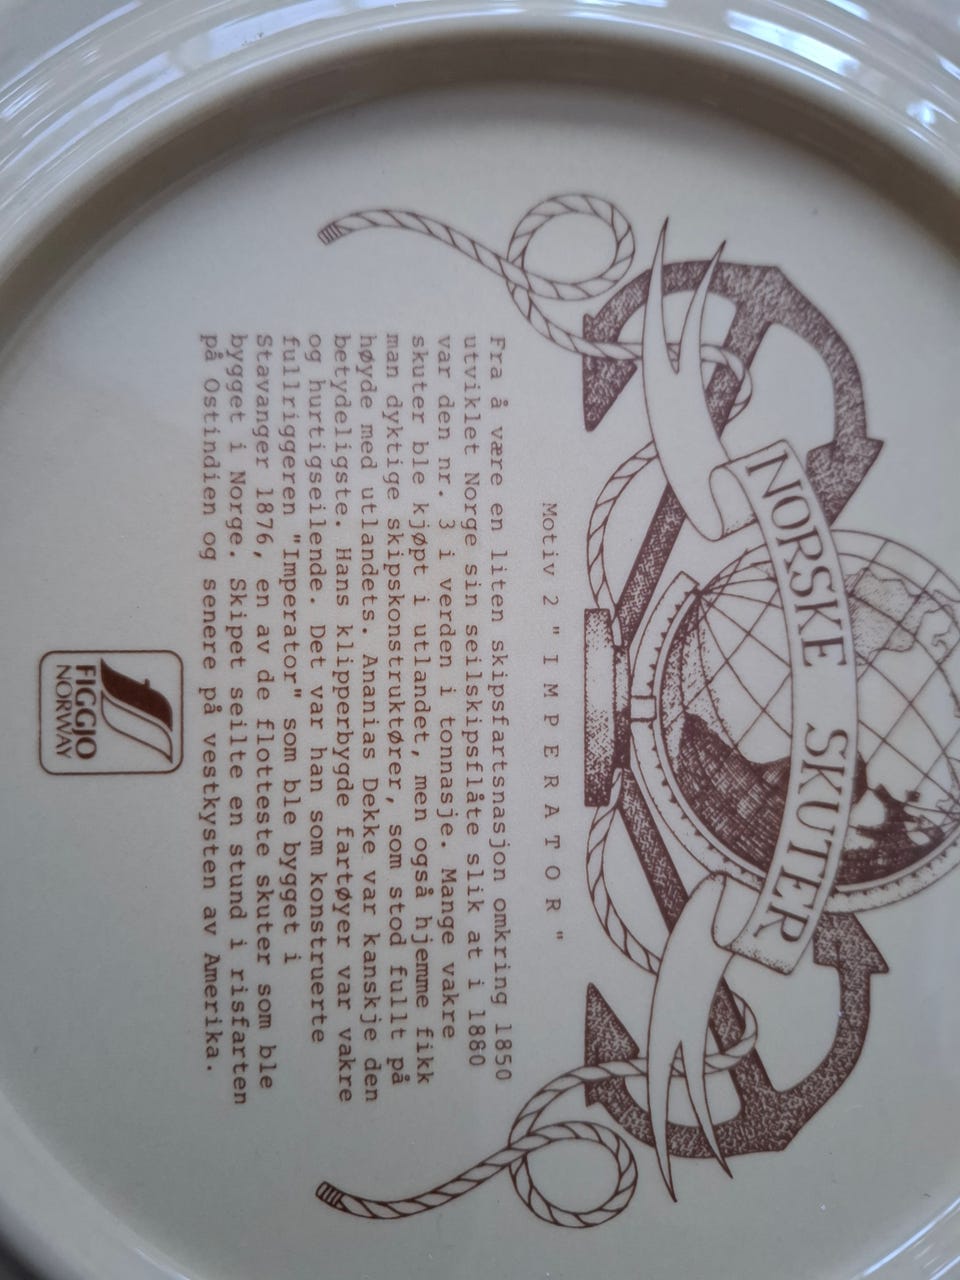 NORSKE SKUTER
Motiv 2 "IMPERATOR"
Fra å være en liten skipsfartsnasjon omkring 1850
utviklet Norge sin seilskipsflåte slik at i 1880
var den nr. 3 i verden i tonnasje. Mange vakre
skuter ble kjøpt i utlandet, men også hjemme fikk
man dyktige skipskonstruktører, som stod fullt på
høyde med utlandets. Ananias Dekke var kanskje den
betydeligste. Hans klipperbygde fartøyer var vakre
og hurtigseilende. Det var han som konstruerte
fullriggeren "Imperator" som ble bygget i
Stavanger 1876, en av de flotteste skuter som ble
bygget i Norge. Skipet seilte en stund i risfarten
på Ostindien og senere på vestkysten av Amerika.
FIGGJO
NORWAY